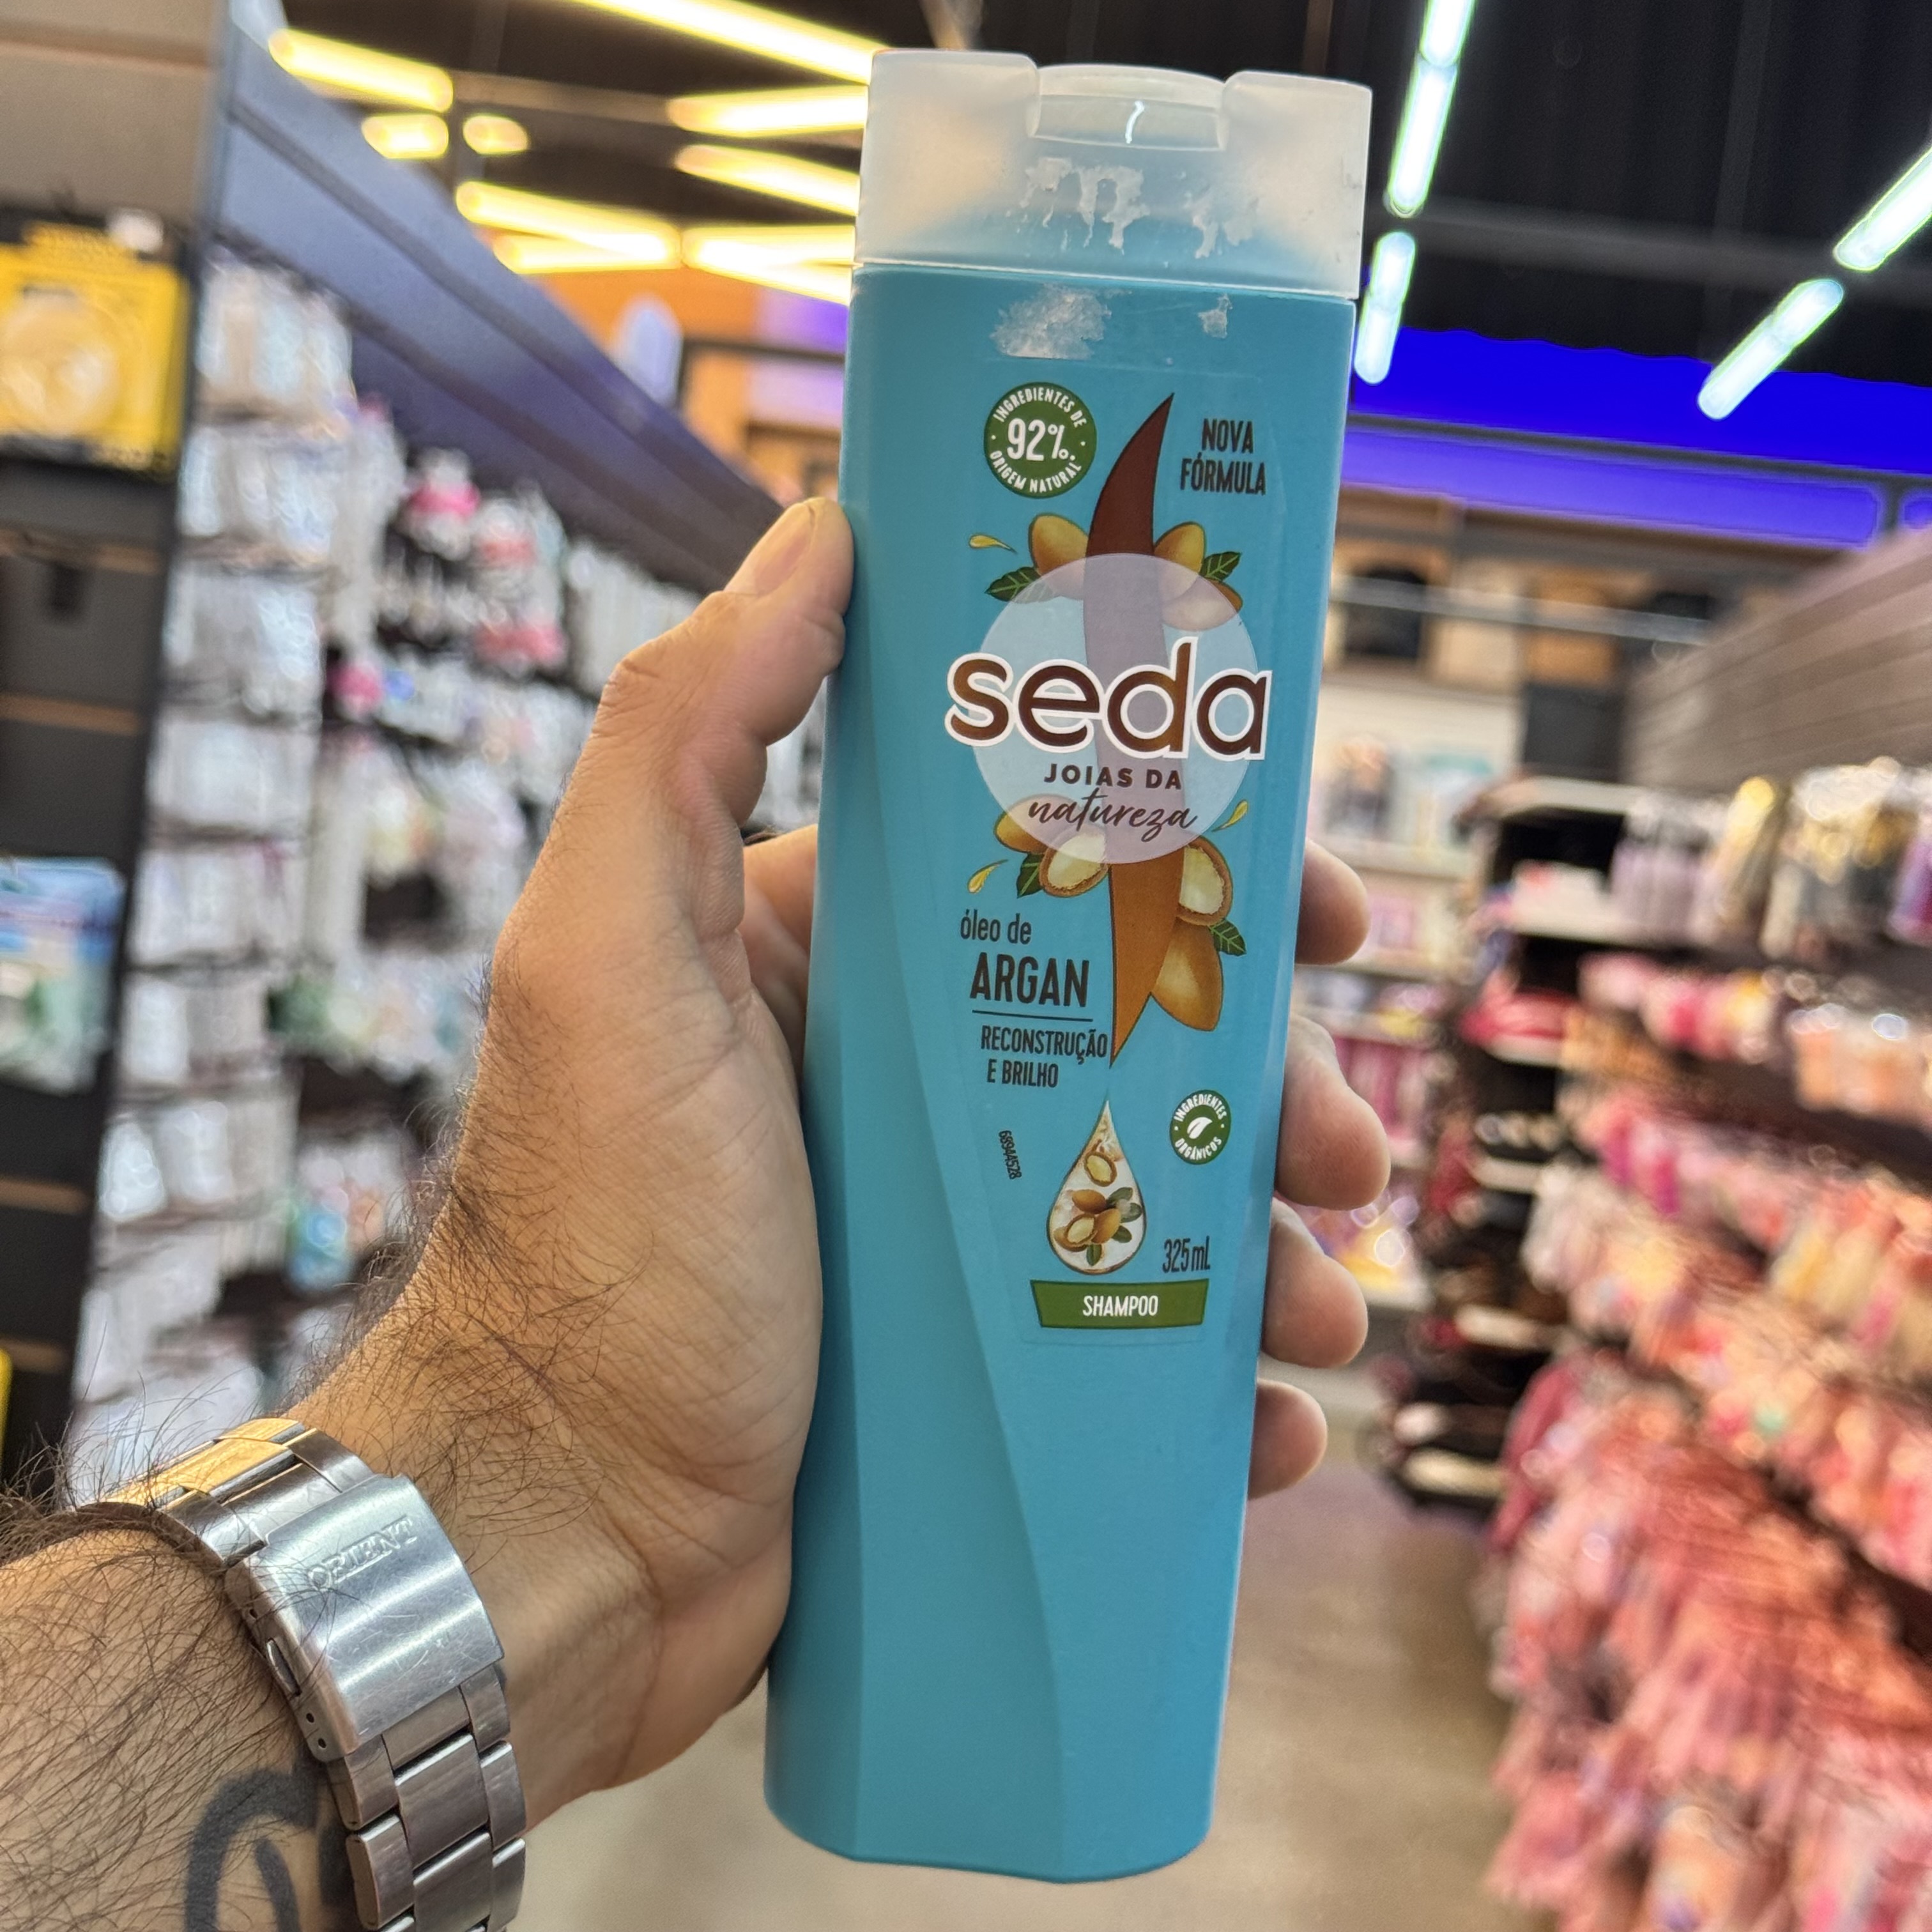 INGREDIENTES DE
92%
ORIGEM NATURAL
NOVA
FÓRMULA
seda
JOIAS DA
natureza
óleo de
ARGAN
RECONSTRUÇÃO
E BRILHO
INGREDIENTES
ORGÂNICOS
68944528
325mL
SHAMPOO
ORIENT